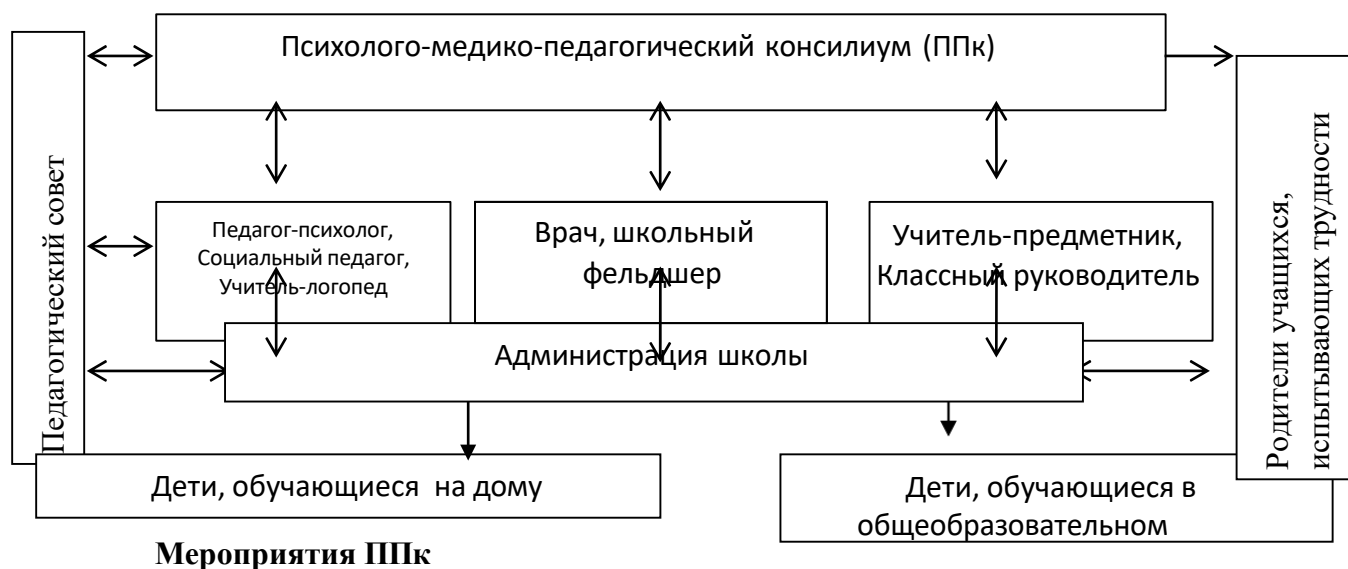 Психолого-медико-педагогический консилиум (ППк)
Педагогический совет
Родители учащихся,
испытывающих трудности
Педагог-психолог,
Социальный педагог,
Учитель-логопед
Врач, школьный
фельдшер
Учитель-предметник,
Классный руководитель
Администрация школы
Дети, обучающиеся на дому
Дети, обучающиеся в
общеобразовательном
Мероприятия ППк